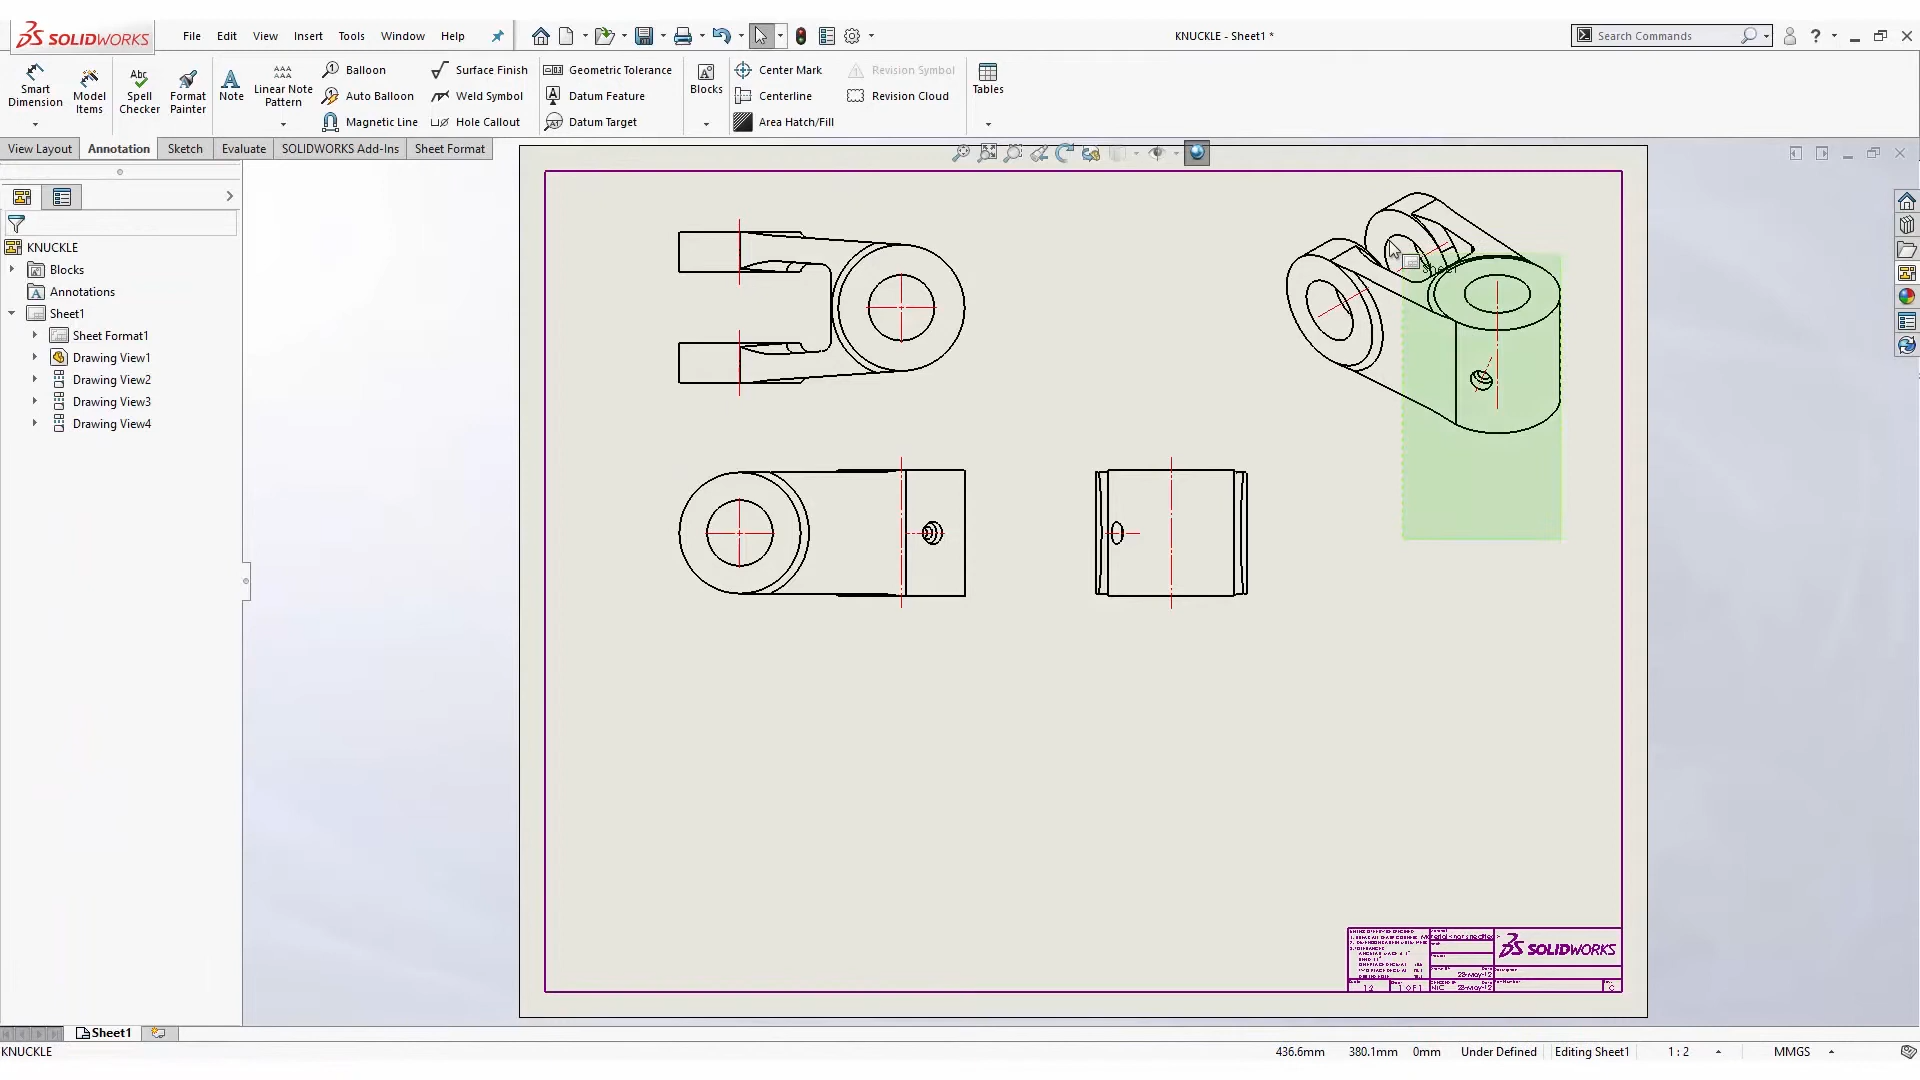 SOLIDWORKS File Edit View Insert Tools Window Help KNUCKLE - Sheet1 * Search Commands ?
Smart Dimension
Model Items
Spell Checker
Format Painter
Note
Linear Note Pattern
Balloon
Auto Balloon
Magnetic Line
Surface Finish
Weld Symbol
Hole Callout
Geometric Tolerance
Datum Feature
Datum Target
Blocks
Center Mark
Centerline
Area Hatch/Fill
Revision Symbol
Revision Cloud
Tables
View Layout Annotation Sketch Evaluate SOLIDWORKS Add-Ins Sheet Format
KNUCKLE
Blocks
Annotations
Sheet1
Sheet Format1
Drawing View1
Drawing View2
Drawing View3
Drawing View4
SOLIDWORKS
1 OF 1
Sheet1
KNUCKLE 436.6mm 380.1mm 0mm Under Defined Editing Sheet1 1 : 2 MMGS